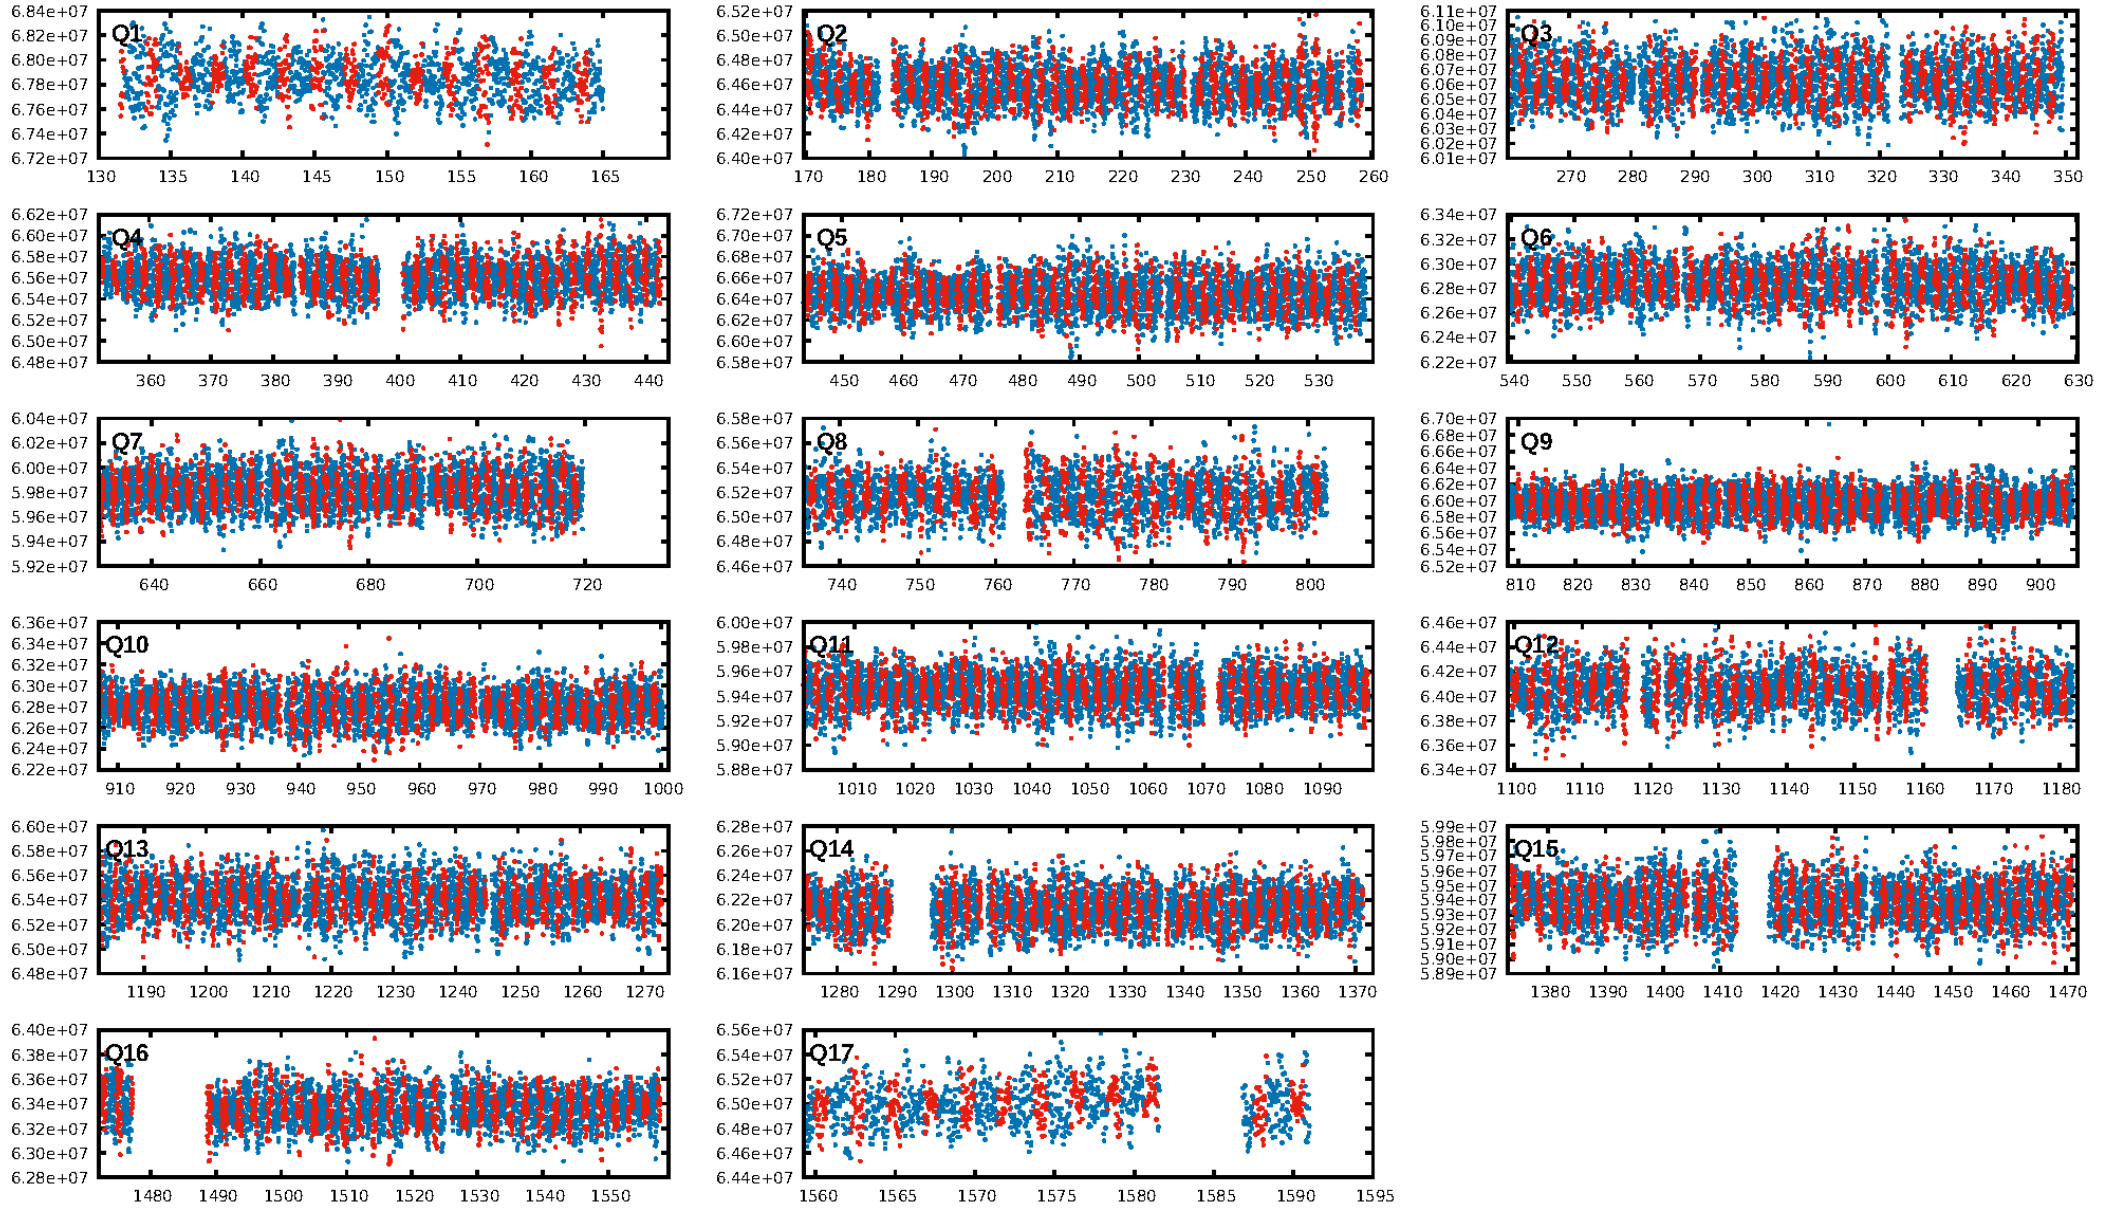 6.84e+07 6.82e+07 6.80e+07 6.78e+07 6.76e+07 6.74e+07 6.72e+07
Q1
130 135 140 145 150 155 160 165
6.52e+07 6.50e+07 6.48e+07 6.46e+07 6.44e+07 6.42e+07 6.40e+07
Q2
170 180 190 200 210 220 230 240 250 260
6.11e+07 6.10e+07 6.09e+07 6.08e+07 6.07e+07 6.06e+07 6.05e+07 6.04e+07 6.03e+07 6.02e+07 6.01e+07
Q3
270 280 290 300 310 320 330 340 350
6.62e+07 6.60e+07 6.58e+07 6.56e+07 6.54e+07 6.52e+07 6.50e+07 6.48e+07
Q4
360 370 380 390 400 410 420 430 440
6.72e+07 6.70e+07 6.68e+07 6.66e+07 6.64e+07 6.62e+07 6.60e+07 6.58e+07
Q5
450 460 470 480 490 500 510 520 530
6.34e+07 6.32e+07 6.30e+07 6.28e+07 6.26e+07 6.24e+07 6.22e+07
Q6
540 550 560 570 580 590 600 610 620 630
6.04e+07 6.02e+07 6.00e+07 5.98e+07 5.96e+07 5.94e+07 5.92e+07
Q7
640 660 680 700 720
6.58e+07 6.56e+07 6.54e+07 6.52e+07 6.50e+07 6.48e+07 6.46e+07
Q8
740 750 760 770 780 790 800
6.70e+07 6.68e+07 6.66e+07 6.64e+07 6.62e+07 6.60e+07 6.58e+07 6.56e+07 6.54e+07 6.52e+07
Q9
810 820 830 840 850 860 870 880 890 900
6.36e+07 6.34e+07 6.32e+07 6.30e+07 6.28e+07 6.26e+07 6.24e+07 6.22e+07
Q10
910 920 930 940 950 960 970 980 990 1000
6.00e+07 5.98e+07 5.96e+07 5.94e+07 5.92e+07 5.90e+07 5.88e+07
Q11
1010 1020 1030 1040 1050 1060 1070 1080 1090
6.46e+07 6.44e+07 6.42e+07 6.40e+07 6.38e+07 6.36e+07 6.34e+07
Q12
1100 1110 1120 1130 1140 1150 1160 1170 1180
6.60e+07 6.58e+07 6.56e+07 6.54e+07 6.52e+07 6.50e+07 6.48e+07
Q13
1190 1200 1210 1220 1230 1240 1250 1260 1270
6.28e+07 6.26e+07 6.24e+07 6.22e+07 6.20e+07 6.18e+07 6.16e+07
Q14
1280 1290 1300 1310 1320 1330 1340 1350 1360 1370
5.99e+07 5.98e+07 5.97e+07 5.96e+07 5.95e+07 5.94e+07 5.93e+07 5.92e+07 5.91e+07 5.90e+07 5.89e+07
Q15
1380 1390 1400 1410 1420 1430 1440 1450 1460 1470
6.40e+07 6.38e+07 6.36e+07 6.34e+07 6.32e+07 6.30e+07 6.28e+07
Q16
1480 1490 1500 1510 1520 1530 1540 1550
6.56e+07 6.54e+07 6.52e+07 6.50e+07 6.48e+07 6.46e+07 6.44e+07
Q17
1560 1565 1570 1575 1580 1585 1590 1595